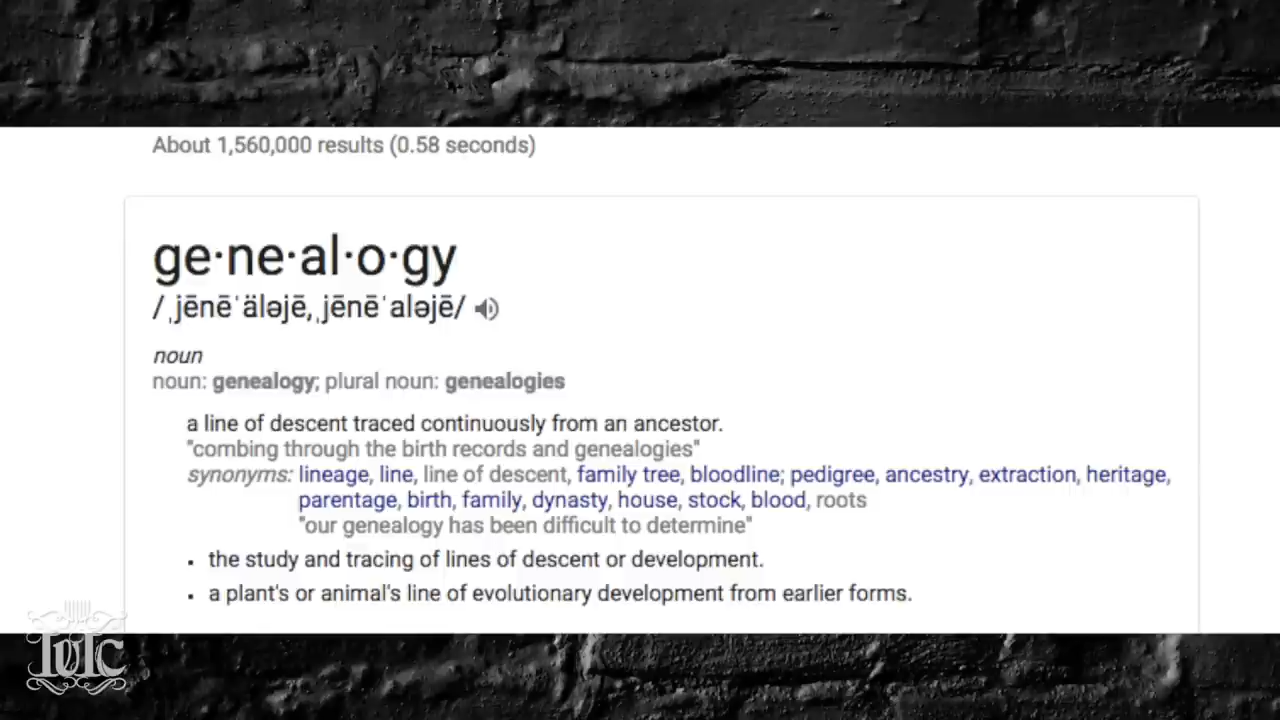 About 1,560,000 results (0.58 seconds)
ge·ne·al·o·gy
/ˌjēnēˈäləjē,ˌjēnēˈaləjē/
noun
noun: genealogy; plural noun: genealogies
a line of descent traced continuously from an ancestor.
"combing through the birth records and genealogies"
synonyms: lineage, line, line of descent, family tree, bloodline; pedigree, ancestry, extraction, heritage,
parentage, birth, family, dynasty, house, stock, blood, roots
"our genealogy has been difficult to determine"
• the study and tracing of lines of descent or development.
• a plant's or animal's line of evolutionary development from earlier forms.
IUIC